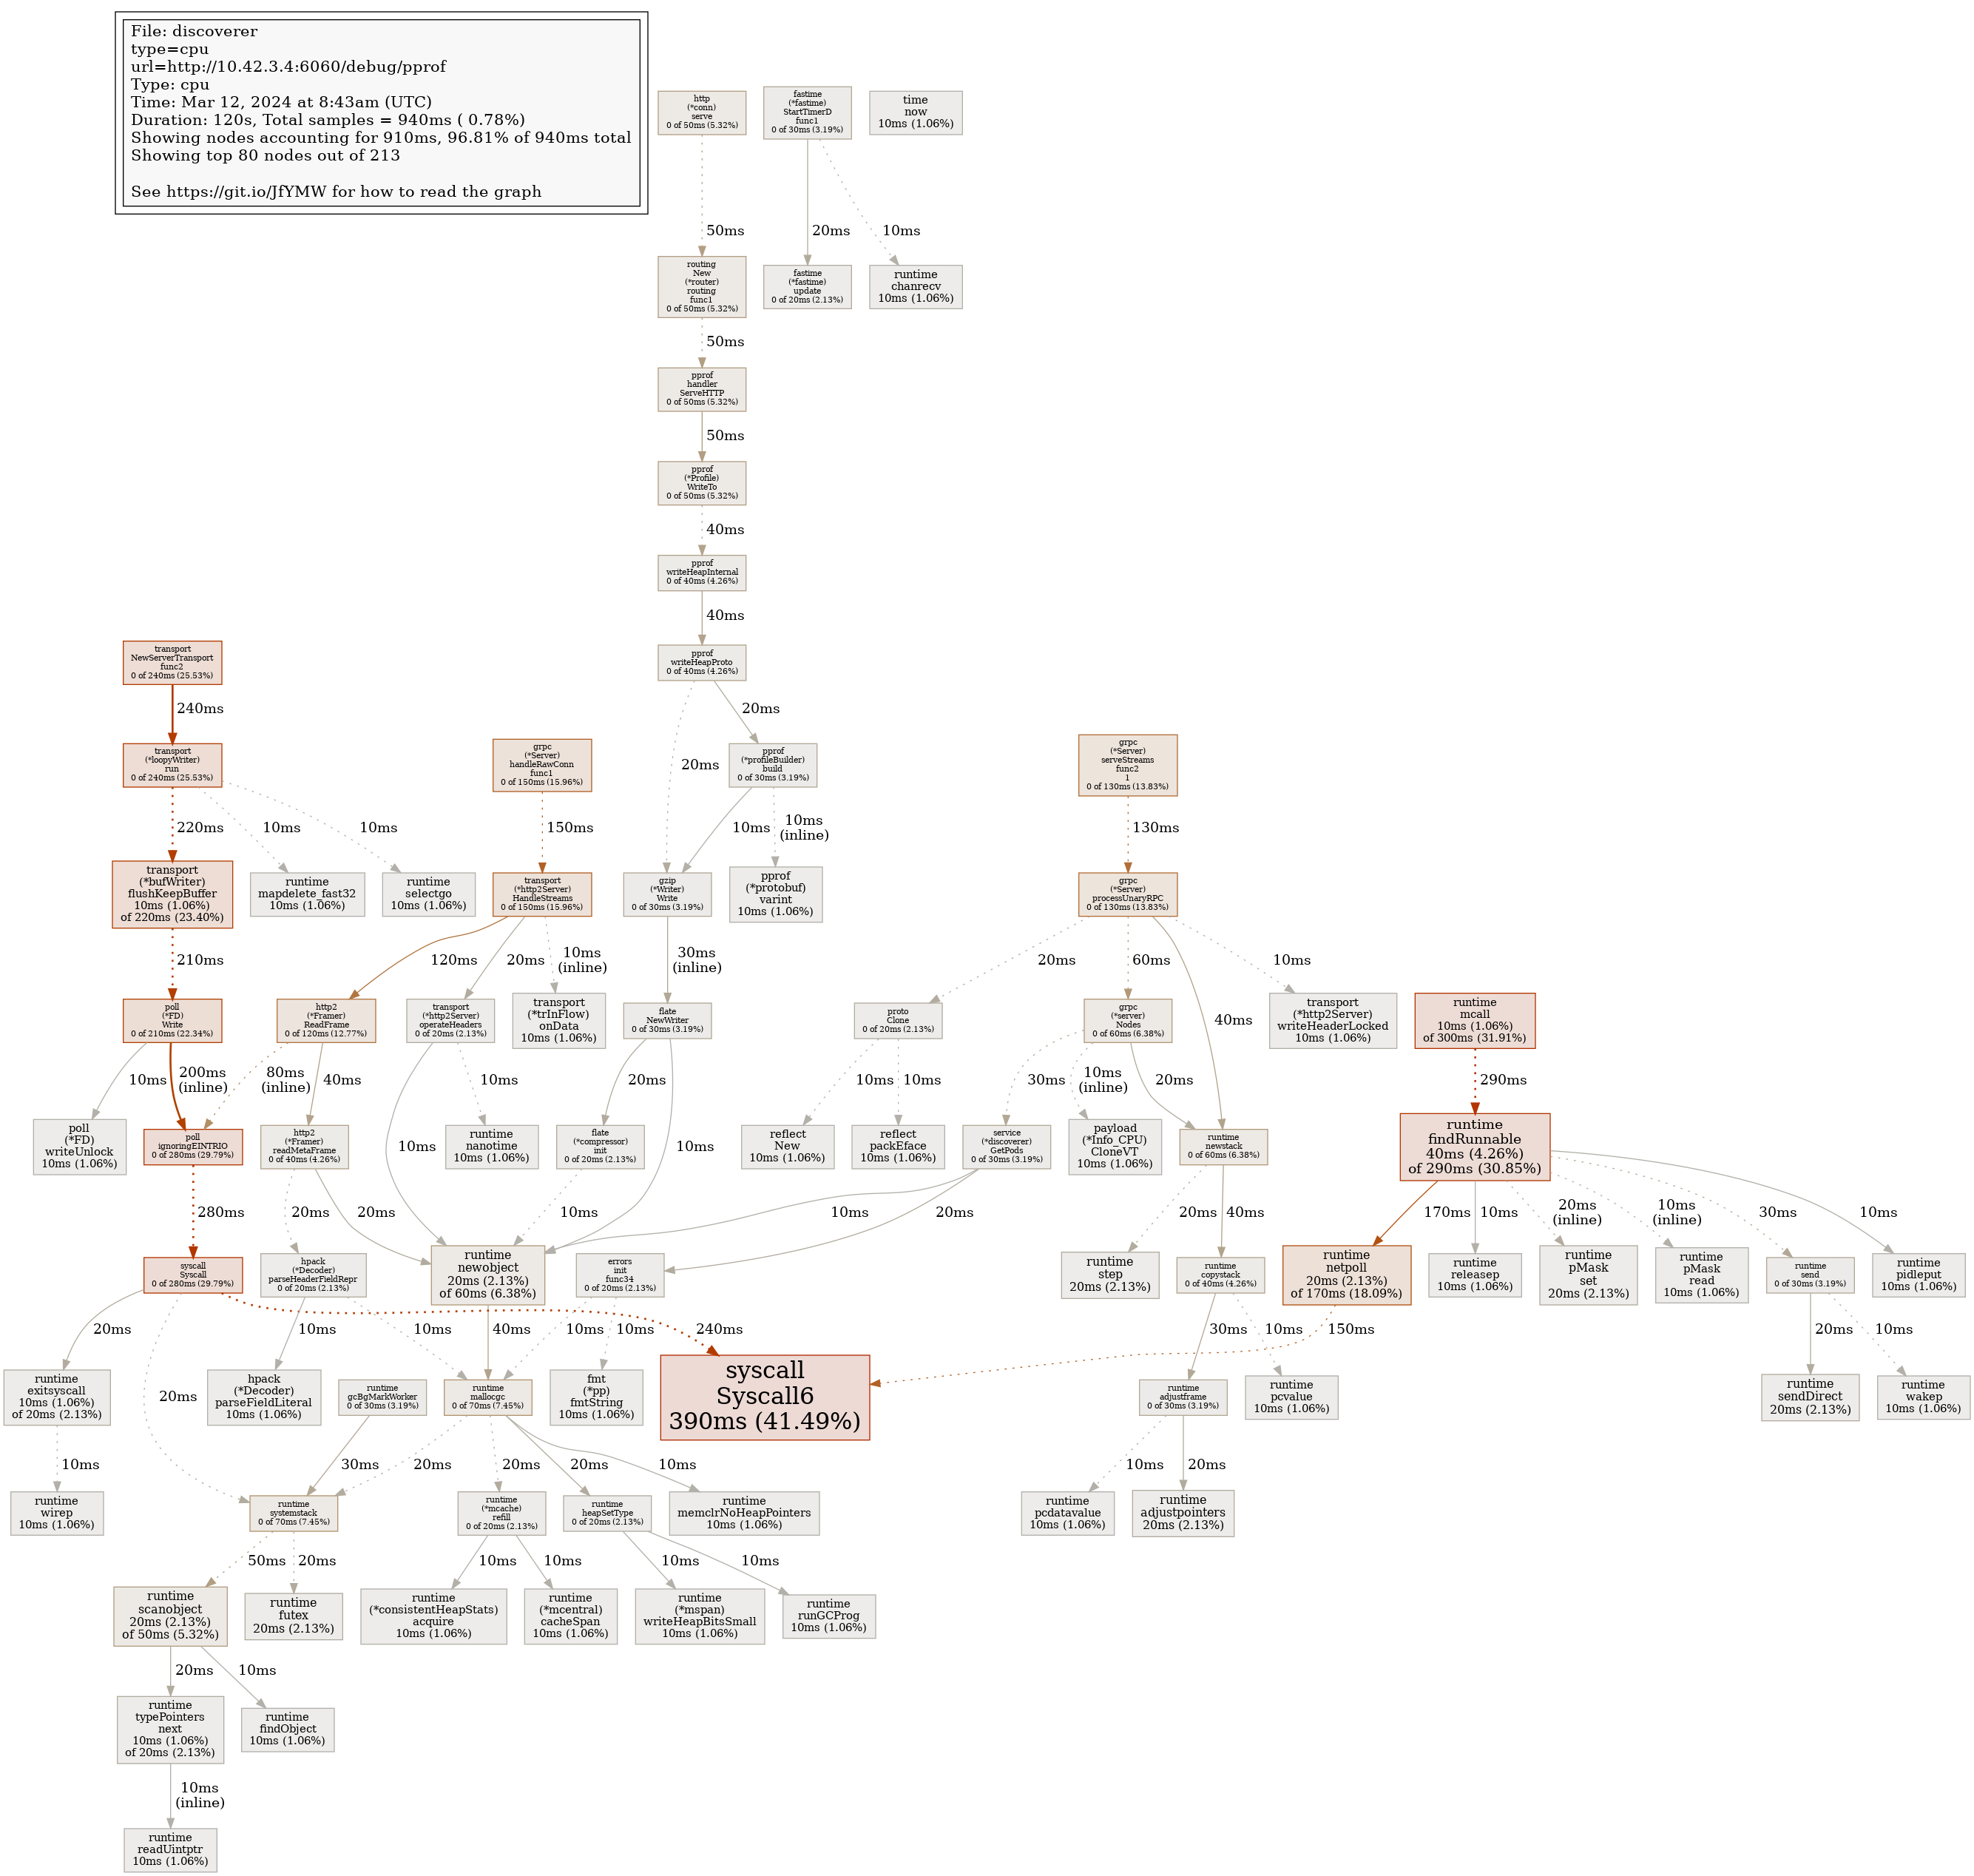 File: discoverer
type=cpu
url=http://10.42.3.4:6060/debug/pprof
Type: cpu
Time: Mar 12, 2024 at 8:43am (UTC)
Duration: 120s, Total samples = 940ms ( 0.78%)
Showing nodes accounting for 910ms, 96.81% of 940ms total
Showing top 80 nodes out of 213
See https://git.io/JfYMW for how to read the graph
http
(*conn)
serve
0 of 50ms (5.32%)
fastime
(*fastime)
StartTimerD
func1
0 of 30ms (3.19%)
time
now
10ms (1.06%)
50ms
20ms
10ms
routing
New
(*router)
routing
func1
0 of 50ms (5.32%)
fastime
(*fastime)
update
0 of 20ms (2.13%)
runtime
chanrecv
10ms (1.06%)
50ms
pprof
handler
ServeHTTP
0 of 50ms (5.32%)
50ms
pprof
(*Profile)
WriteTo
0 of 50ms (5.32%)
40ms
pprof
writeHeapInternal
0 of 40ms (4.26%)
40ms
transport
NewServerTransport
func2
0 of 240ms (25.53%)
pprof
writeHeapProto
0 of 40ms (4.26%)
240ms
20ms
20ms
transport
(*loopyWriter)
run
0 of 240ms (25.53%)
grpc
(*Server)
handleRawConn
func1
0 of 150ms (15.96%)
pprof
(*profileBuilder)
build
0 of 30ms (3.19%)
grpc
(*Server)
serveStreams
func2
1
0 of 130ms (13.83%)
220ms
10ms
10ms
150ms
10ms
10ms
(inline)
130ms
transport
(*bufWriter)
flushKeepBuffer
10ms (1.06%)
of 220ms (23.40%)
runtime
mapdelete_fast32
10ms (1.06%)
runtime
selectgo
10ms (1.06%)
transport
(*http2Server)
HandleStreams
0 of 150ms (15.96%)
gzip
(*Writer)
Write
0 of 30ms (3.19%)
pprof
(*protobuf)
varint
10ms (1.06%)
grpc
(*Server)
processUnaryRPC
0 of 130ms (13.83%)
210ms
120ms
20ms
10ms
(inline)
30ms
(inline)
20ms
60ms
40ms
10ms
poll
(*FD)
Write
0 of 210ms (22.34%)
http2
(*Framer)
ReadFrame
0 of 120ms (12.77%)
transport
(*http2Server)
operateHeaders
0 of 20ms (2.13%)
transport
(*trInFlow)
onData
10ms (1.06%)
flate
NewWriter
0 of 30ms (3.19%)
proto
Clone
0 of 20ms (2.13%)
grpc
(*server)
Nodes
0 of 60ms (6.38%)
transport
(*http2Server)
writeHeaderLocked
10ms (1.06%)
runtime
mcall
10ms (1.06%)
of 300ms (31.91%)
10ms
200ms
(inline)
80ms
(inline)
40ms
10ms
10ms
20ms
10ms
10ms
10ms
30ms
10ms
(inline)
20ms
290ms
poll
(*FD)
writeUnlock
10ms (1.06%)
poll
ignoringEINTRIO
0 of 280ms (29.79%)
http2
(*Framer)
readMetaFrame
0 of 40ms (4.26%)
runtime
nanotime
10ms (1.06%)
flate
(*compressor)
init
0 of 20ms (2.13%)
reflect
New
10ms (1.06%)
reflect
packEface
10ms (1.06%)
service
(*discoverer)
GetPods
0 of 30ms (3.19%)
payload
(*Info_CPU)
CloneVT
10ms (1.06%)
runtime
newstack
0 of 60ms (6.38%)
runtime
findRunnable
40ms (4.26%)
of 290ms (30.85%)
280ms
20ms
20ms
10ms
10ms
20ms
20ms
40ms
170ms
10ms
20ms
(inline)
10ms
(inline)
30ms
10ms
syscall
Syscall
0 of 280ms (29.79%)
hpack
(*Decoder)
parseHeaderFieldRepr
0 of 20ms (2.13%)
runtime
newobject
20ms (2.13%)
of 60ms (6.38%)
errors
init
func34
0 of 20ms (2.13%)
runtime
step
20ms (2.13%)
runtime
copystack
0 of 40ms (4.26%)
runtime
netpoll
20ms (2.13%)
of 170ms (18.09%)
runtime
releasep
10ms (1.06%)
runtime
pMask
set
20ms (2.13%)
runtime
pMask
read
10ms (1.06%)
runtime
send
0 of 30ms (3.19%)
runtime
pidleput
10ms (1.06%)
20ms
20ms
10ms
10ms
40ms
10ms
10ms
240ms
30ms
10ms
150ms
20ms
10ms
runtime
exitsyscall
10ms (1.06%)
of 20ms (2.13%)
hpack
(*Decoder)
parseFieldLiteral
10ms (1.06%)
runtime
gcBgMarkWorker
0 of 30ms (3.19%)
runtime
mallocgc
0 of 70ms (7.45%)
fmt
(*pp)
fmtString
10ms (1.06%)
syscall
Syscall6
390ms (41.49%)
runtime
adjustframe
0 of 30ms (3.19%)
runtime
pcvalue
10ms (1.06%)
runtime
sendDirect
20ms (2.13%)
runtime
wakep
10ms (1.06%)
10ms
30ms
20ms
20ms
20ms
10ms
10ms
20ms
runtime
wirep
10ms (1.06%)
runtime
systemstack
0 of 70ms (7.45%)
runtime
(*mcache)
refill
0 of 20ms (2.13%)
runtime
heapSetType
0 of 20ms (2.13%)
runtime
memclrNoHeapPointers
10ms (1.06%)
runtime
pcdatavalue
10ms (1.06%)
runtime
adjustpointers
20ms (2.13%)
50ms
20ms
10ms
10ms
10ms
10ms
runtime
scanobject
20ms (2.13%)
of 50ms (5.32%)
runtime
futex
20ms (2.13%)
runtime
(*consistentHeapStats)
acquire
10ms (1.06%)
runtime
(*mcentral)
cacheSpan
10ms (1.06%)
runtime
(*mspan)
writeHeapBitsSmall
10ms (1.06%)
runtime
runGCProg
10ms (1.06%)
20ms
10ms
runtime
typePointers
next
10ms (1.06%)
of 20ms (2.13%)
runtime
findObject
10ms (1.06%)
10ms
(inline)
runtime
readUintptr
10ms (1.06%)